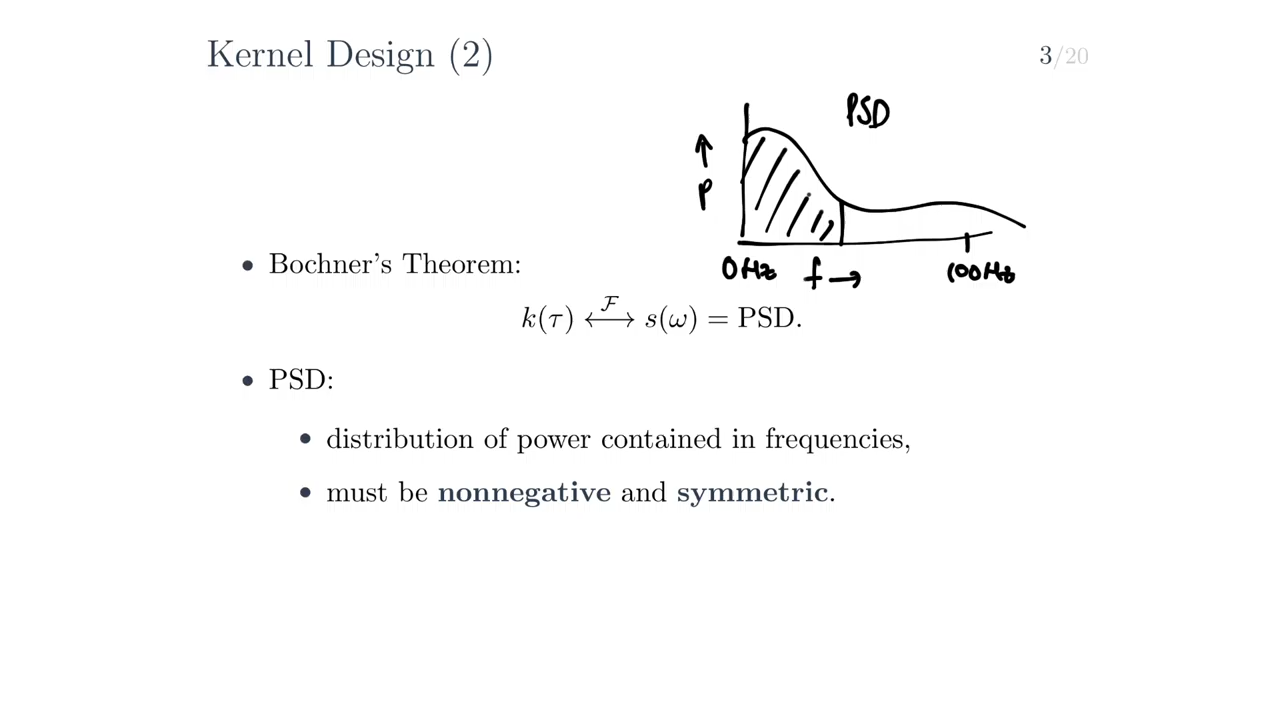 Kernel Design (2)
3/20
PSD
↑
P
0Hz f→ 100Hz
• Bochner's Theorem:
k(τ) ⟷ℱ s(ω) = PSD.
• PSD:
• distribution of power contained in frequencies,
• must be nonnegative and symmetric.